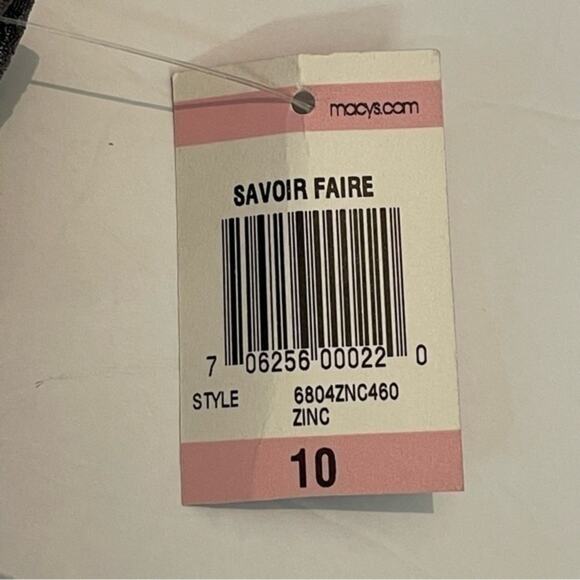 macys.com
SAVOIR FAIRE
7 06256 00022 0
STYLE 6804ZNC460
ZINC
10